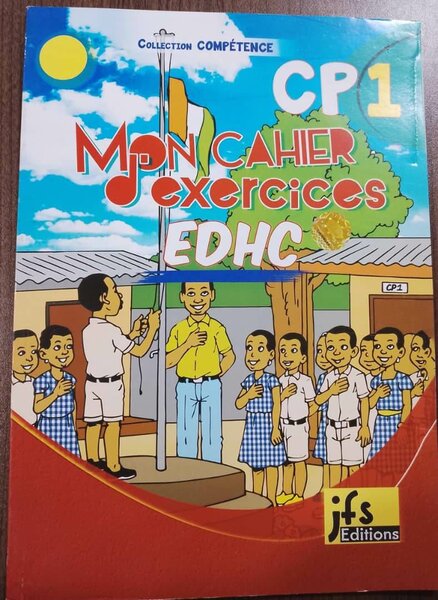 Collection COMPÉTENCE
CP1
Mon CAHIER
d'exercices
EDHC
CP1
jfs
Editions